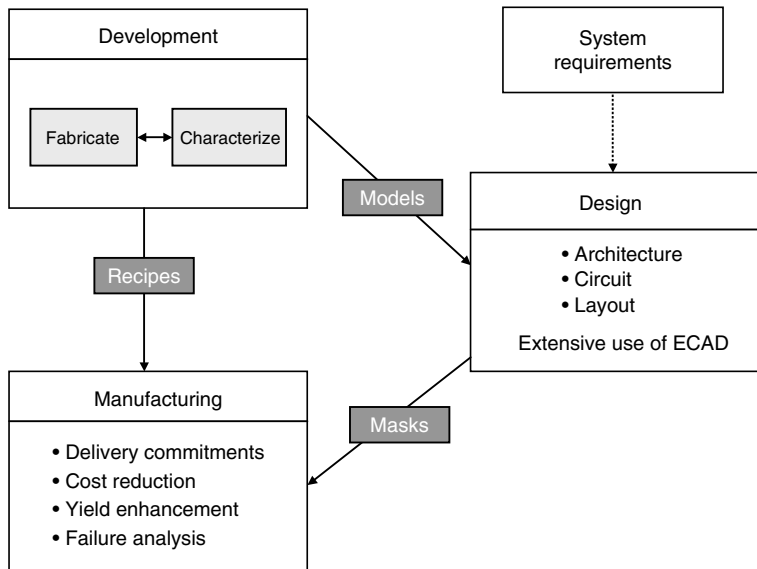 Development
System
requirements
Fabricate
Characterize
Models
Design
• Architecture
• Circuit
• Layout
Extensive use of ECAD
Recipes
Manufacturing
• Delivery commitments
• Cost reduction
• Yield enhancement
• Failure analysis
Masks